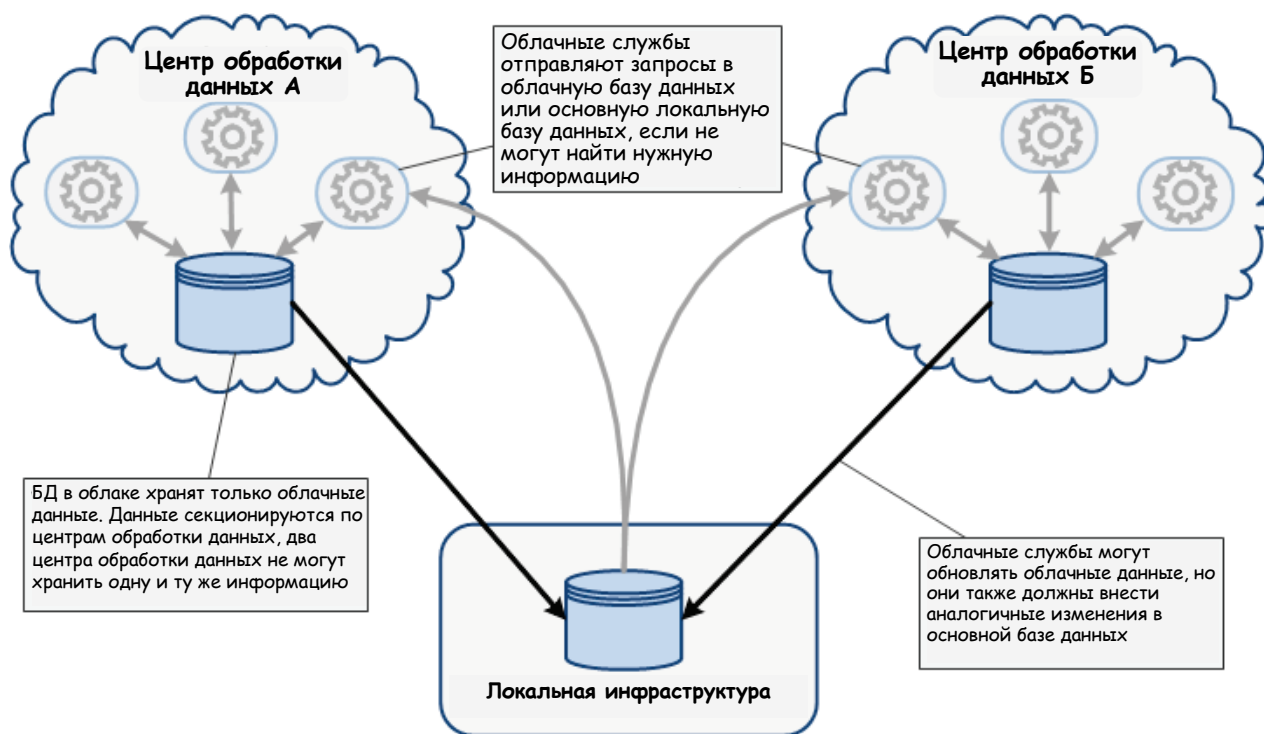 Центр обработки
данных А
Облачные службы
отправляют запросы в
облачную базу данных
или основную локальную
базу данных, если не
могут найти нужную
информацию
Центр обработки
данных Б
БД в облаке хранят только облачные
данные. Данные секционируются по
центрам обработки данных, два
центра обработки данных не могут
хранить одну и ту же информацию
Облачные службы могут
обновлять облачные данные, но
они также должны внести
аналогичные изменения в
основной базе данных
Локальная инфраструктура